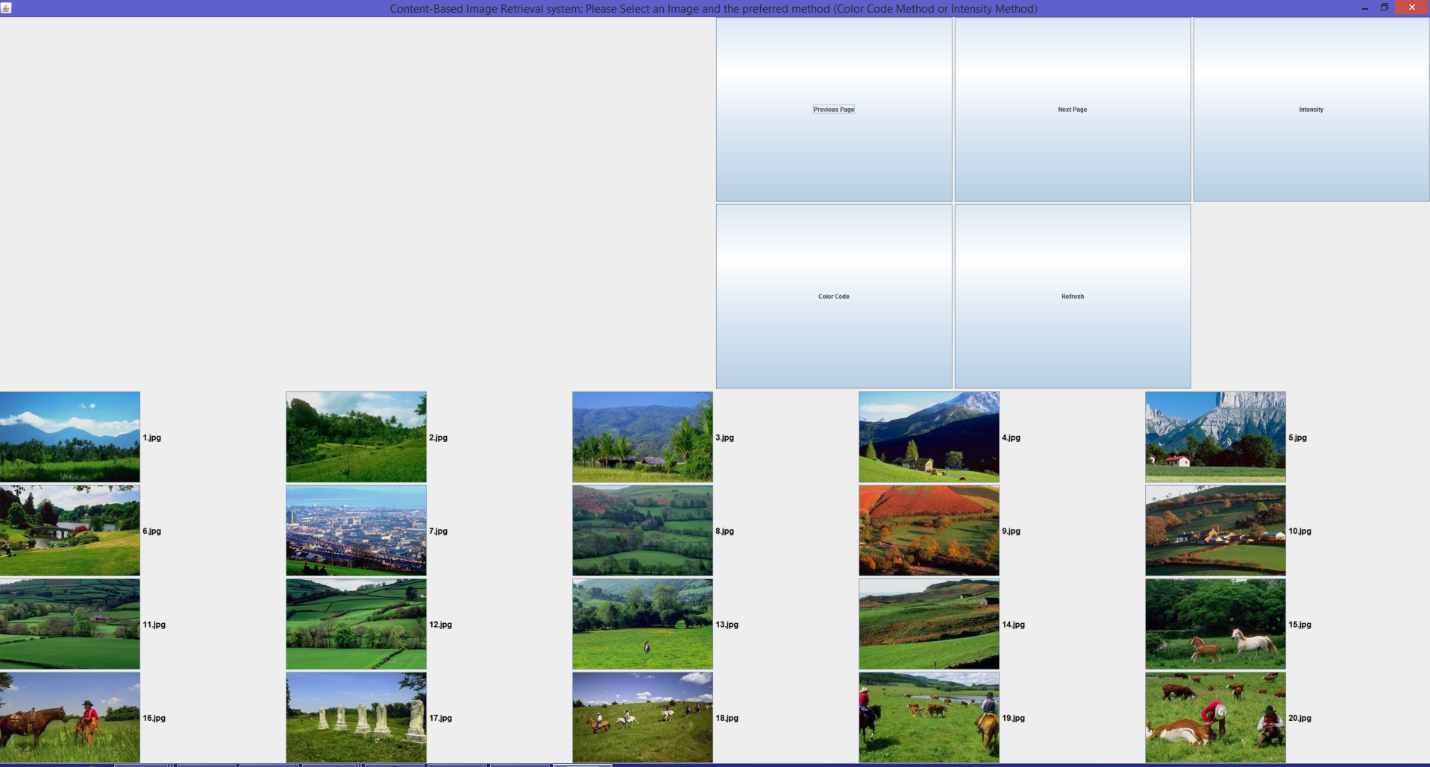 Content-Based Image Retrieval system: Please Select an Image and the preferred method (Color Code Method or Intensity Method)
Previous Page
Next Page
Intensity
Color Code
Refresh
1.jpg
2.jpg
3.jpg
4.jpg
5.jpg
6.jpg
7.jpg
8.jpg
9.jpg
10.jpg
11.jpg
12.jpg
13.jpg
14.jpg
15.jpg
16.jpg
17.jpg
18.jpg
19.jpg
20.jpg